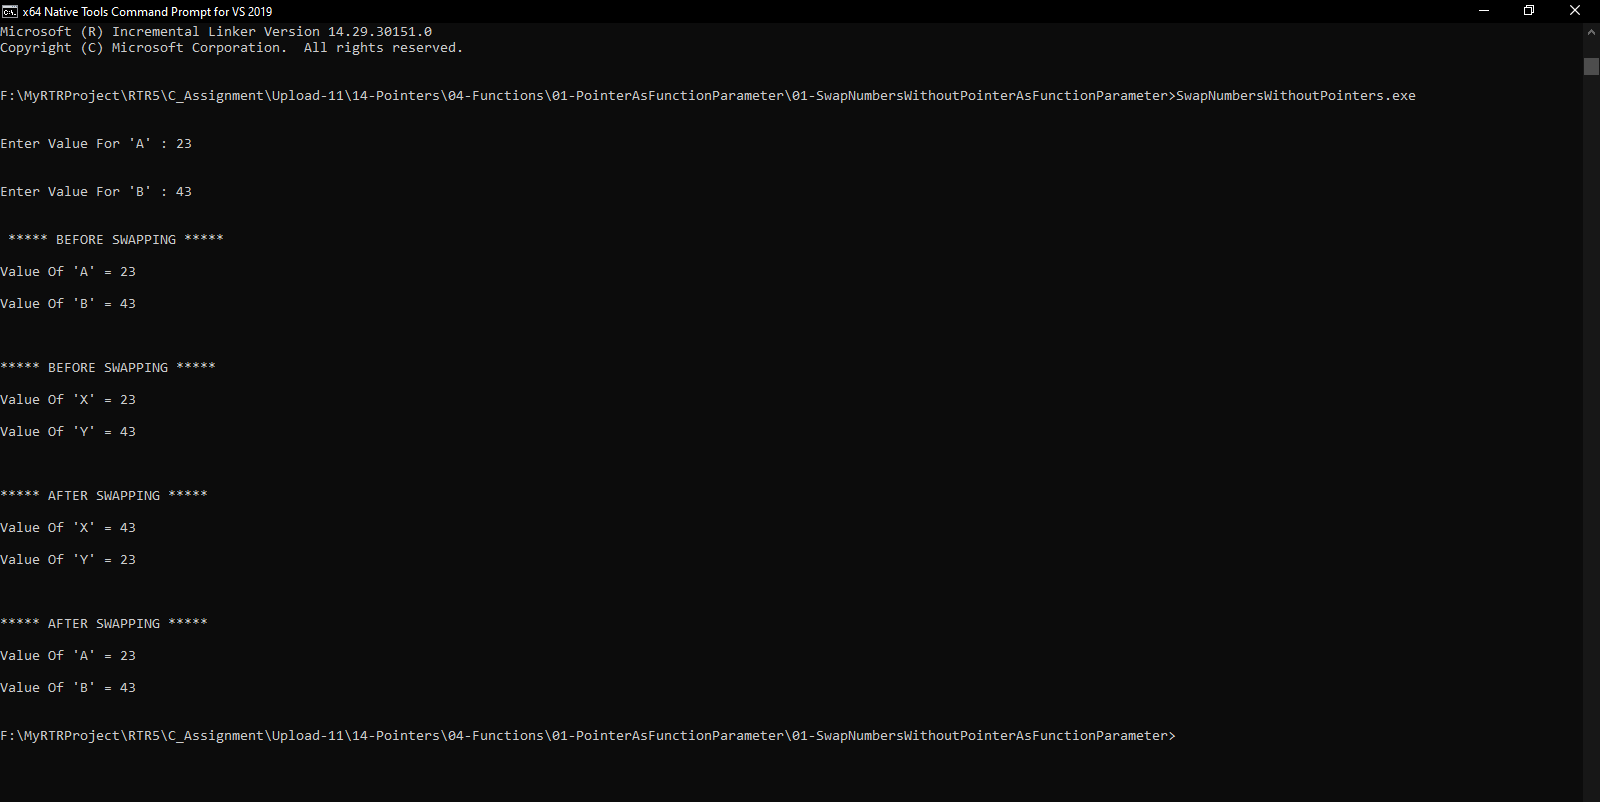 x64 Native Tools Command Prompt for VS 2019
Microsoft (R) Incremental Linker Version 14.29.30151.0
Copyright (C) Microsoft Corporation.  All rights reserved.
F:\MyRTRProject\RTR5\C_Assignment\Upload-11\14-Pointers\04-Functions\01-PointerAsFunctionParameter\01-SwapNumbersWithoutPointerAsFunctionParameter>SwapNumbersWithoutPointers.exe
Enter Value For 'A' : 23
Enter Value For 'B' : 43
***** BEFORE SWAPPING *****
Value Of 'A' = 23
Value Of 'B' = 43
***** BEFORE SWAPPING *****
Value Of 'X' = 23
Value Of 'Y' = 43
***** AFTER SWAPPING *****
Value Of 'X' = 43
Value Of 'Y' = 23
***** AFTER SWAPPING *****
Value Of 'A' = 23
Value Of 'B' = 43
F:\MyRTRProject\RTR5\C_Assignment\Upload-11\14-Pointers\04-Functions\01-PointerAsFunctionParameter\01-SwapNumbersWithoutPointerAsFunctionParameter>